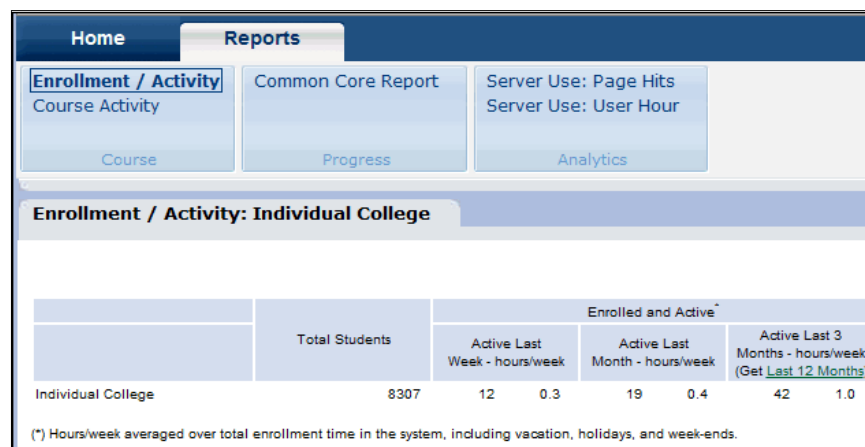 Home Reports
Enrollment / Activity Common Core Report Server Use: Page Hits
Course Activity Server Use: User Hour
Course Progress Analytics
Enrollment / Activity: Individual College
Enrolled and Active*
Total Students
Active Last
Week - hours/week
Active Last
Month - hours/week
Active Last 3
Months - hours/week
(Get Last 12 Months)
Individual College 8307 12 0.3 19 0.4 42 1.0
(*) Hours/week averaged over total enrollment time in the system, including vacation, holidays, and week-ends.